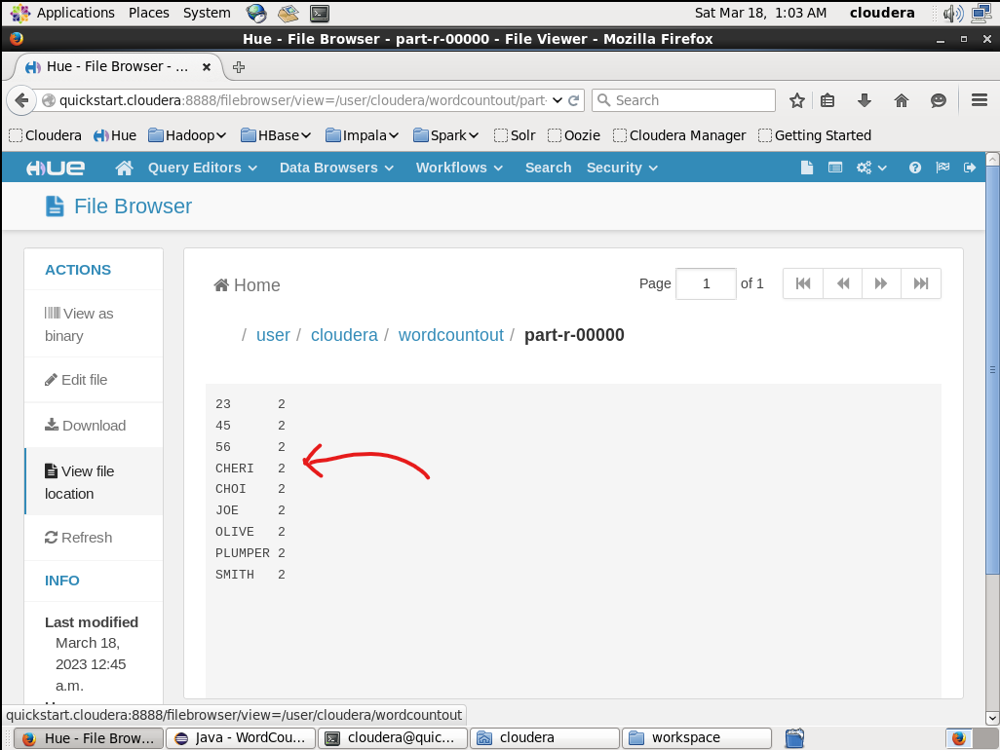 Applications Places System Sat Mar 18, 1:03 AM cloudera
Hue - File Browser - part-r-00000 - File Viewer - Mozilla Firefox
Hue - File Browser - ...
quickstart.cloudera:8888/filebrowser/view=/user/cloudera/wordcountout/part- Search
Cloudera Hue Hadoop HBase Impala Spark Solr Oozie Cloudera Manager Getting Started
HUE Query Editors Data Browsers Workflows Search Security
File Browser
ACTIONS
View as
binary
Edit file
Download
View file
location
Refresh
INFO
Last modified
March 18,
2023 12:45
a.m.
Home Page 1 of 1
/ user / cloudera / wordcountout / part-r-00000
23 2
45 2
56 2
CHERI 2
CHOI 2
JOE 2
OLIVE 2
PLUMPER 2
SMITH 2
quickstart.cloudera:8888/filebrowser/view=/user/cloudera/wordcountout
Hue - File Brow... Java - WordCou... cloudera@quic... cloudera workspace